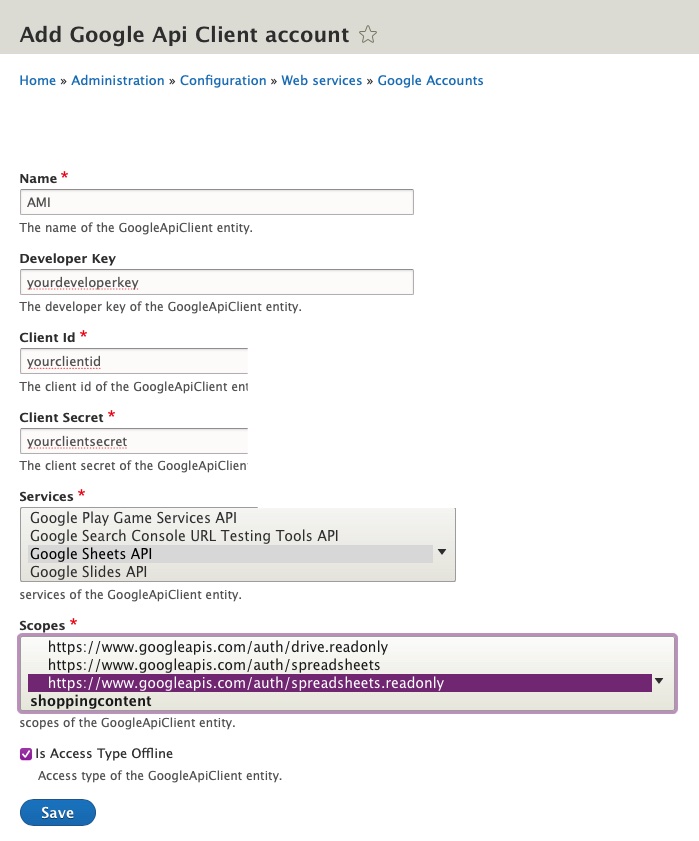 Add Google Api Client account
Home » Administration » Configuration » Web services » Google Accounts
Name *
AMI
The name of the GoogleApiClient entity.
Developer Key
yourdeveloperkey
The developer key of the GoogleApiClient entity.
Client Id *
yourclientid
The client id of the GoogleApiClient ent
Client Secret *
yourclientsecret
The client secret of the GoogleApiClien
Services *
Google Play Game Services API
Google Search Console URL Testing Tools API
Google Sheets API
Google Slides API
services of the GoogleApiClient entity.
Scopes *
https://www.googleapis.com/auth/drive.readonly
https://www.googleapis.com/auth/spreadsheets
https://www.googleapis.com/auth/spreadsheets.readonly
shoppingcontent
scopes of the GoogleApiClient entity.
Is Access Type Offline
Access type of the GoogleApiClient entity.
Save